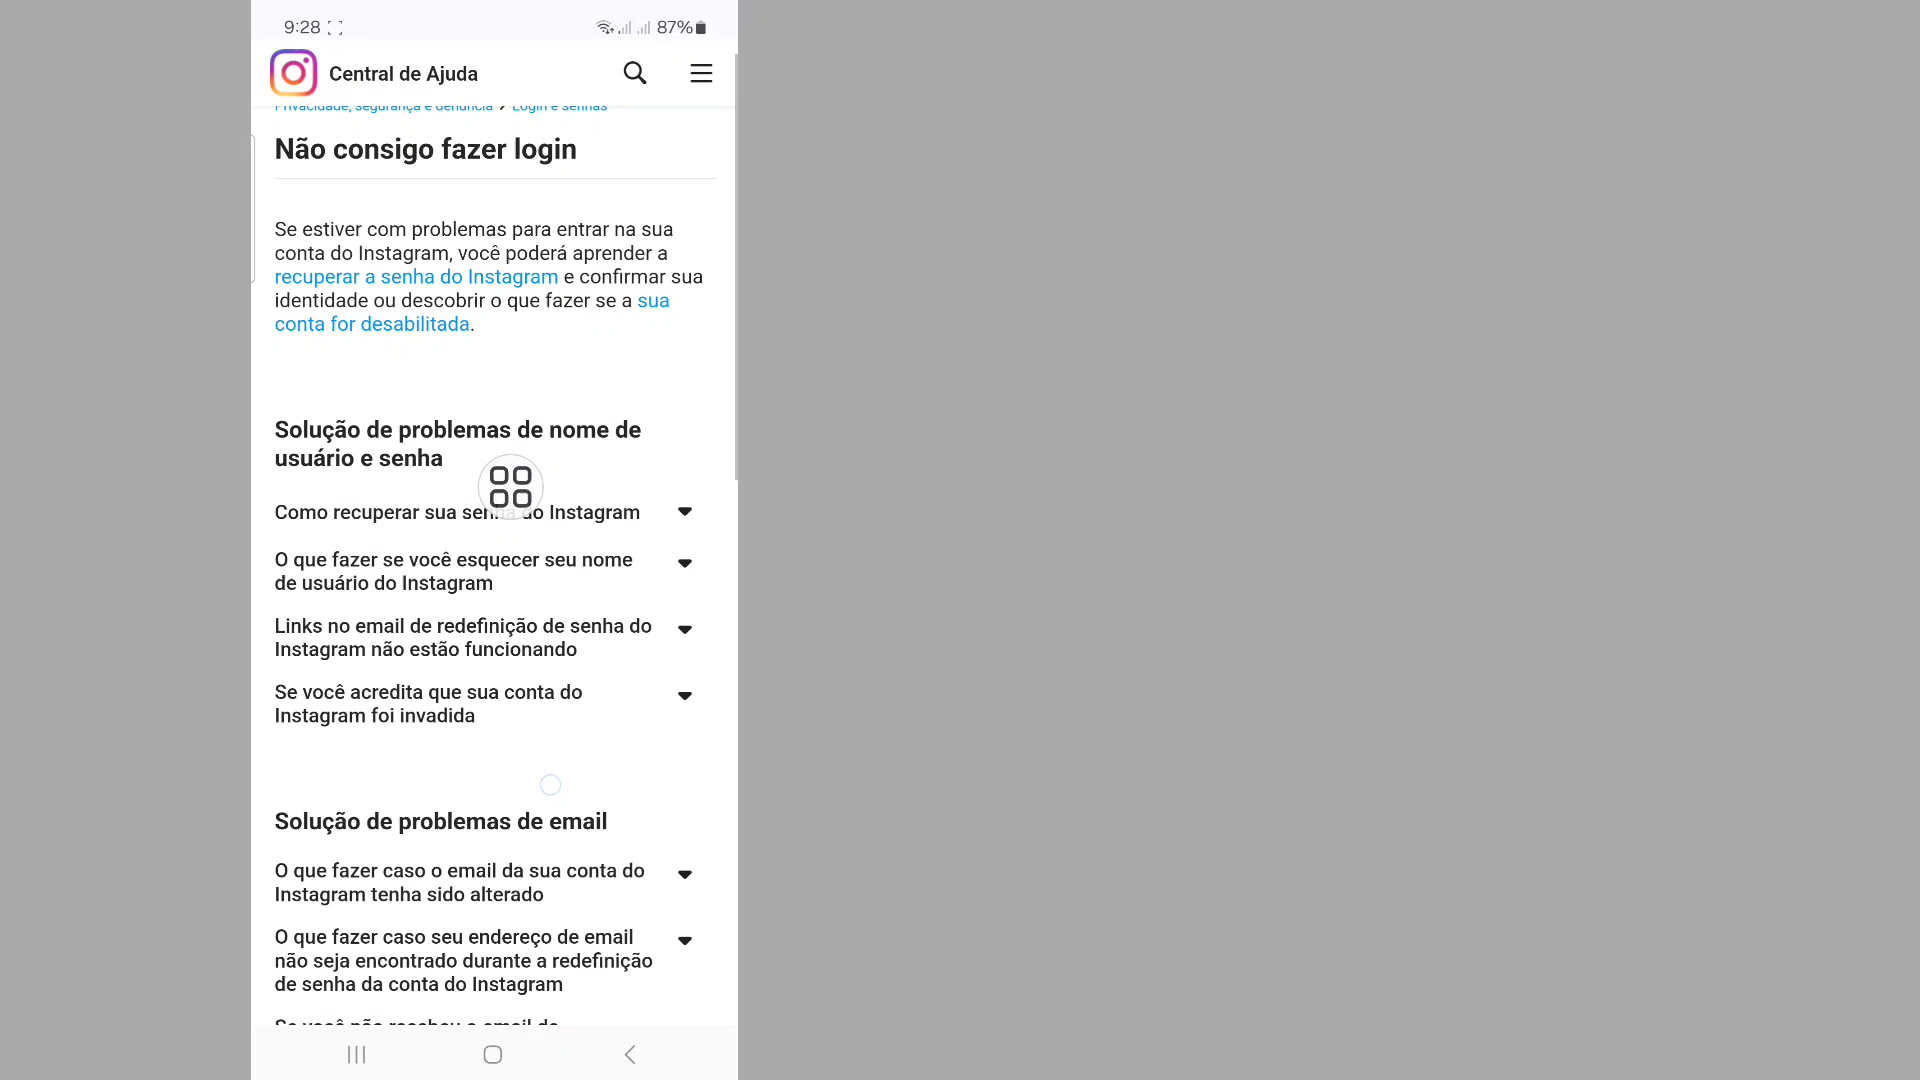 9:28
87%
Central de Ajuda
Privacidade, segurança e denúncia > Login e senhas
Não consigo fazer login
Se estiver com problemas para entrar na sua
conta do Instagram, você poderá aprender a
recuperar a senha do Instagram e confirmar sua
identidade ou descobrir o que fazer se a sua
conta for desabilitada.
Solução de problemas de nome de
usuário e senha
Como recuperar sua senha do Instagram
O que fazer se você esquecer seu nome
de usuário do Instagram
Links no email de redefinição de senha do
Instagram não estão funcionando
Se você acredita que sua conta do
Instagram foi invadida
Solução de problemas de email
O que fazer caso o email da sua conta do
Instagram tenha sido alterado
O que fazer caso seu endereço de email
não seja encontrado durante a redefinição
de senha da conta do Instagram
Se você não recebeu o email de